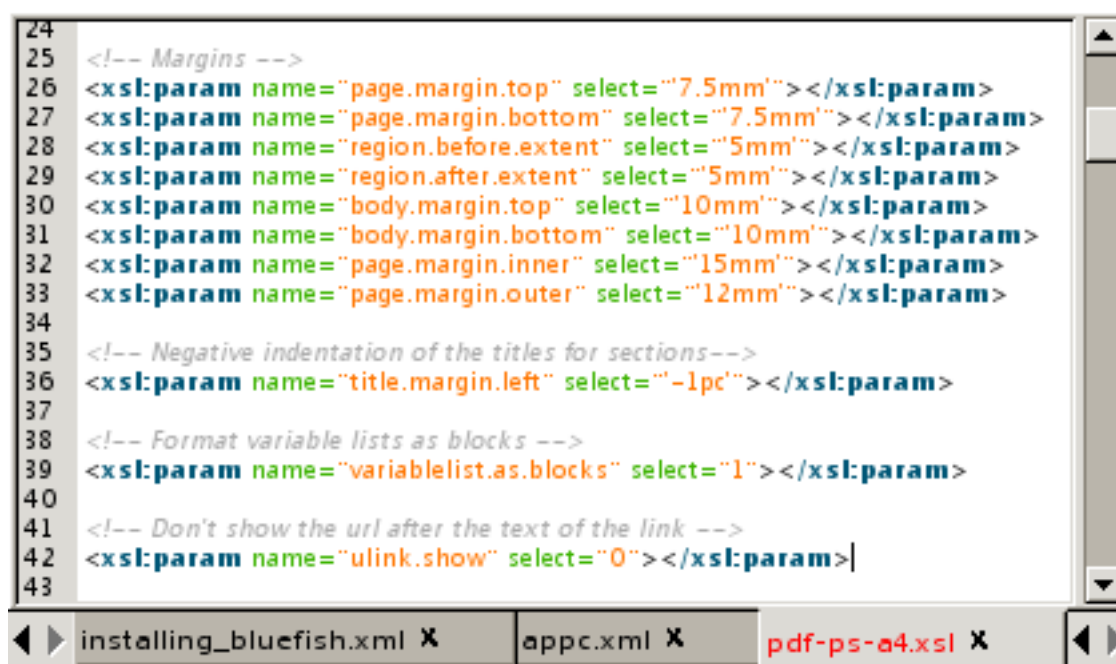 24
25 <!-- Margins -->
26 <xsl:param name="page.margin.top" select="'7.5mm'"></xsl:param>
27 <xsl:param name="page.margin.bottom" select="'7.5mm'"></xsl:param>
28 <xsl:param name="region.before.extent" select="'5mm'"></xsl:param>
29 <xsl:param name="region.after.extent" select="'5mm'"></xsl:param>
30 <xsl:param name="body.margin.top" select="'10mm'"></xsl:param>
31 <xsl:param name="body.margin.bottom" select="'10mm'"></xsl:param>
32 <xsl:param name="page.margin.inner" select="'15mm'"></xsl:param>
33 <xsl:param name="page.margin.outer" select="'12mm'"></xsl:param>
34
35 <!-- Negative indentation of the titles for sections-->
36 <xsl:param name="title.margin.left" select="'-1pc'"></xsl:param>
37
38 <!-- Format variable lists as blocks -->
39 <xsl:param name="variablelist.as.blocks" select="1"></xsl:param>
40
41 <!-- Don't show the url after the text of the link -->
42 <xsl:param name="ulink.show" select="0"></xsl:param>
43
installing_bluefish.xml X appc.xml X pdf-ps-a4.xsl X